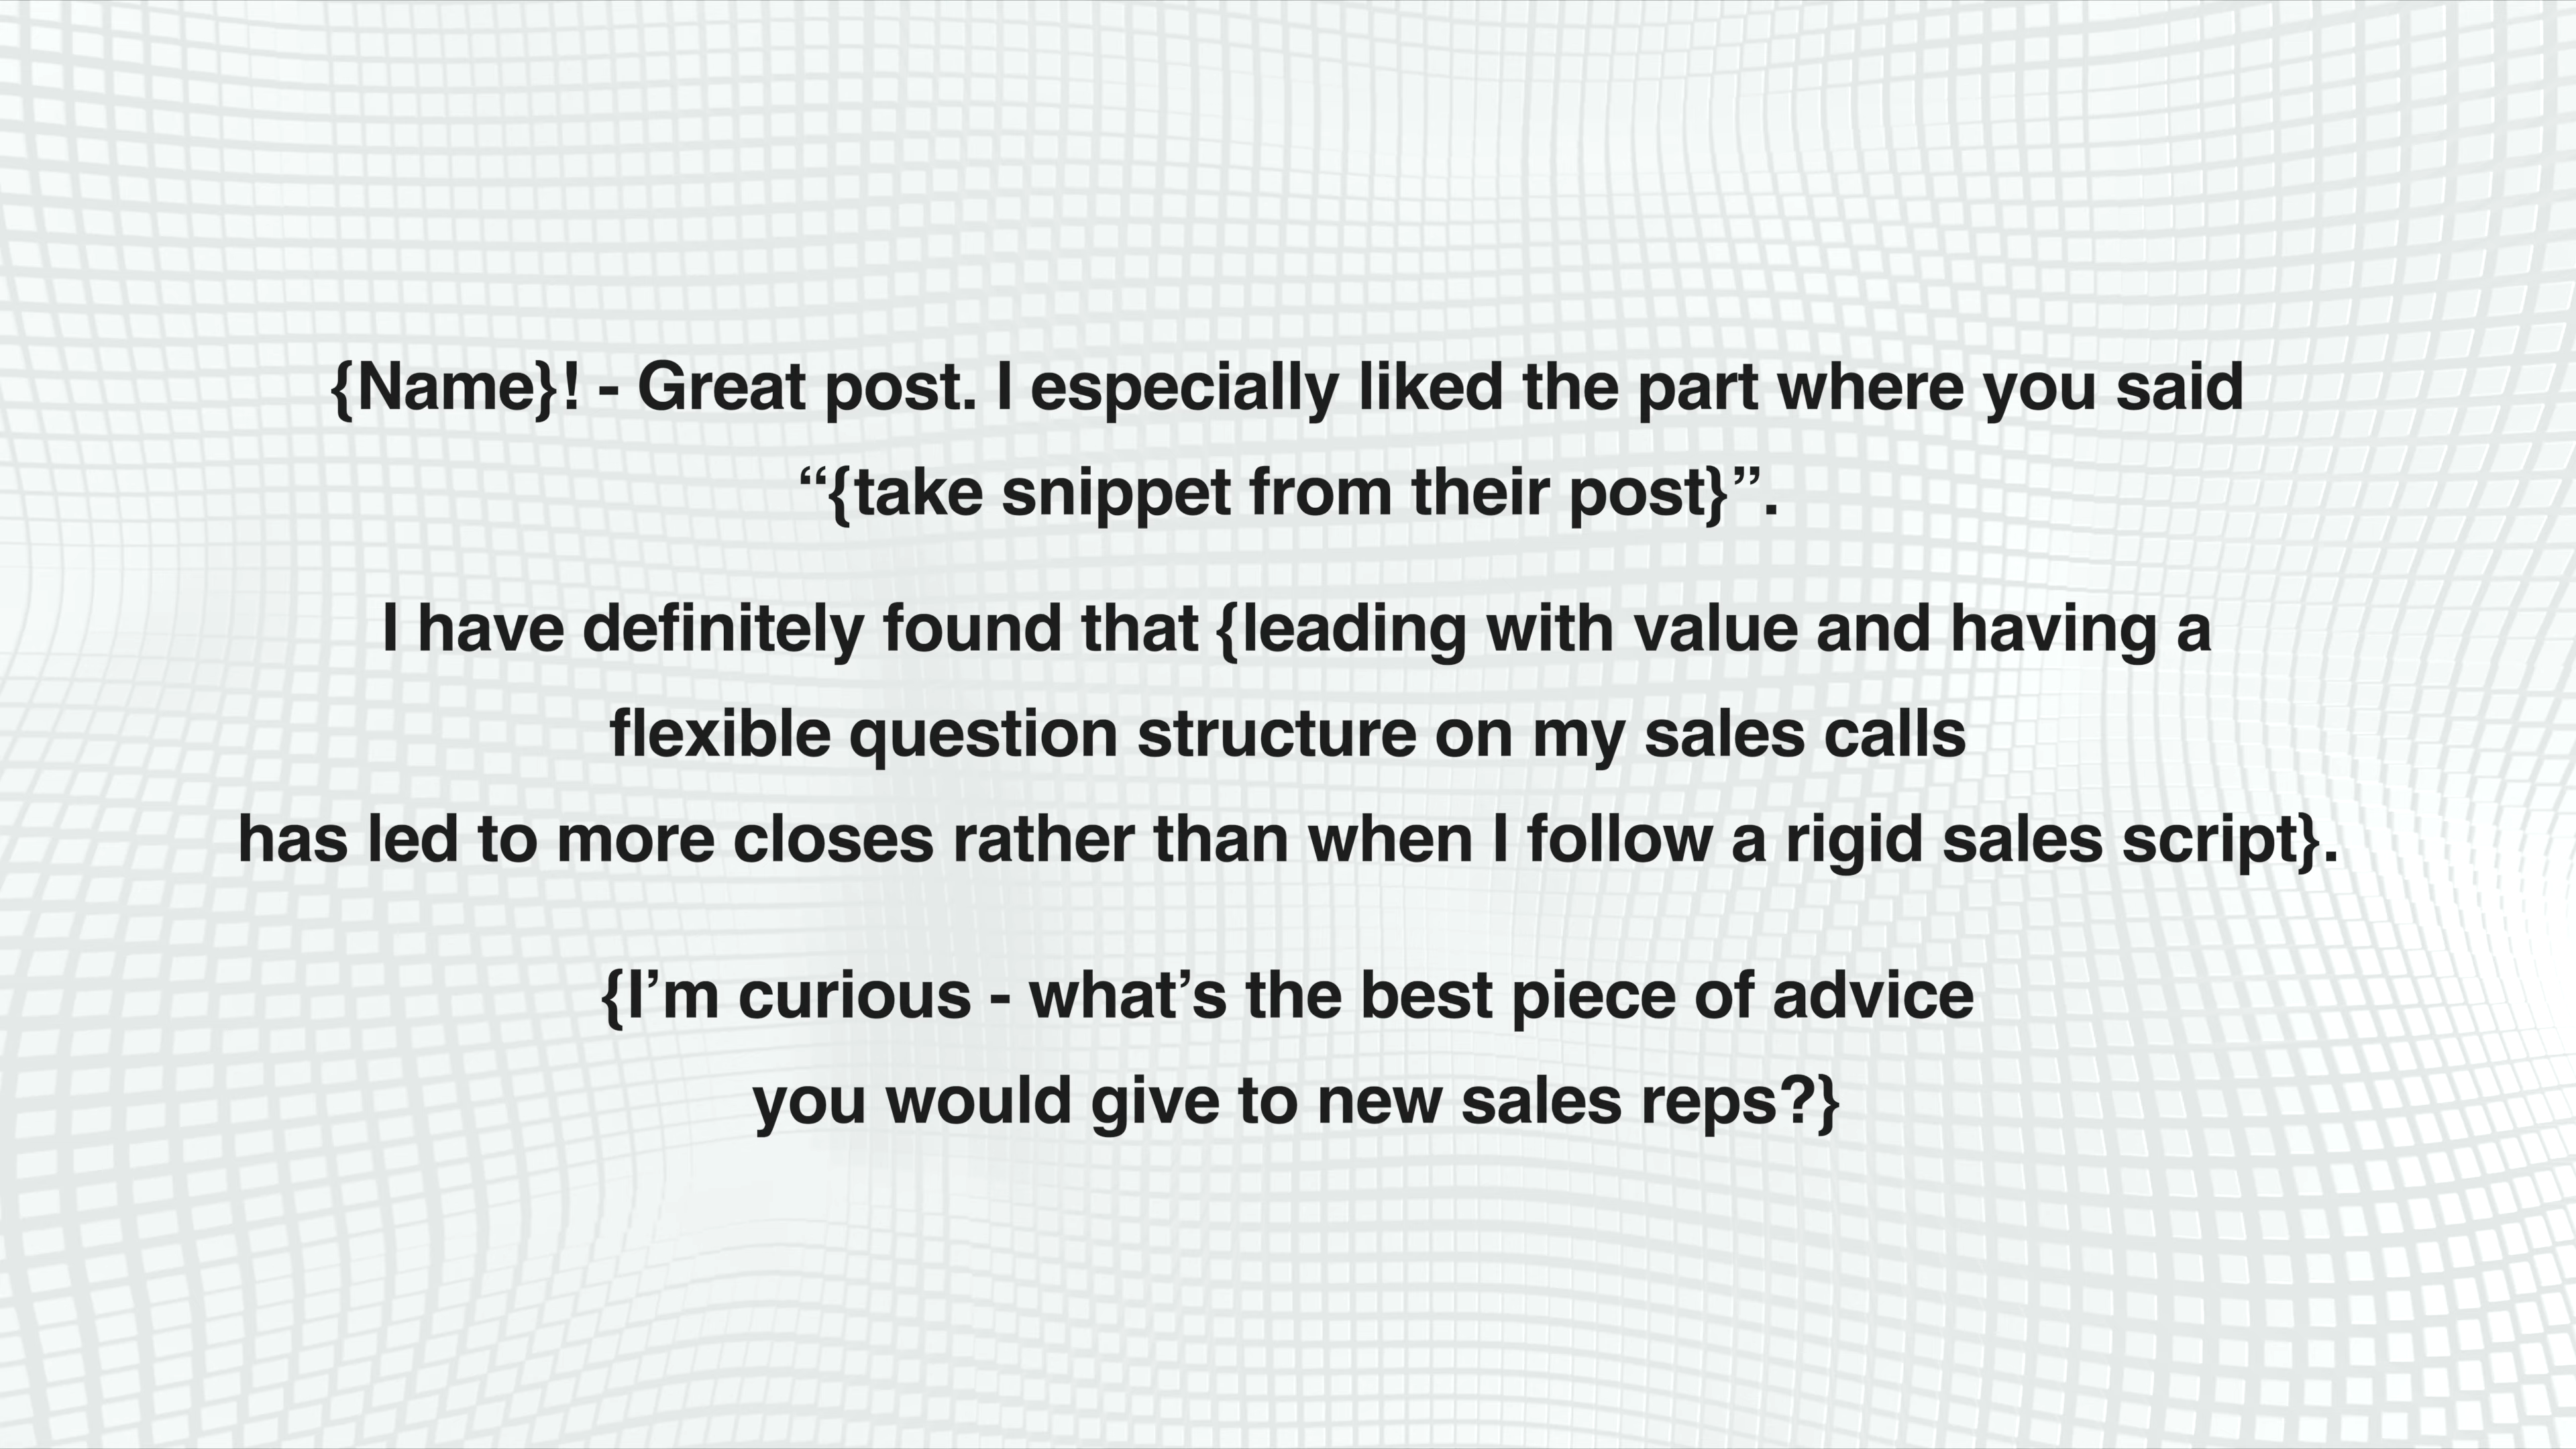 {Name}! - Great post. I especially liked the part where you said
“{take snippet from their post}”.
I have definitely found that {leading with value and having a
flexible question structure on my sales calls
has led to more closes rather than when I follow a rigid sales script}.
{I’m curious - what’s the best piece of advice
you would give to new sales reps?}